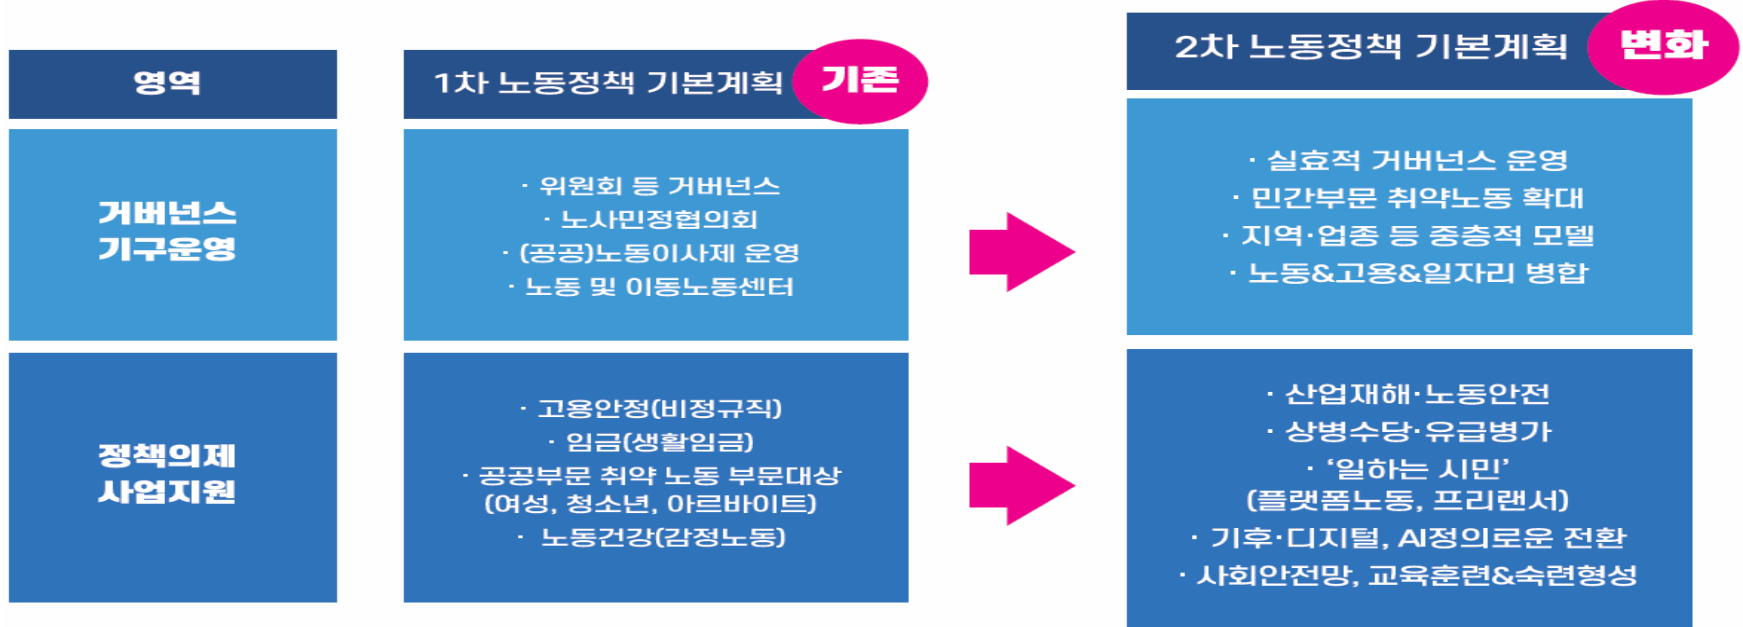 영역
1차 노동정책 기본계획
기존
2차 노동정책 기본계획
변화
거버넌스
기구운영
· 위원회 등 거버넌스
· 노사민정협의회
· (공공)노동이사제 운영
· 노동 및 이동노동센터
· 실효적 거버넌스 운영
· 민간부문 취약노동 확대
· 지역·업종 등 중층적 모델
· 노동&고용&일자리 병합
정책의제
사업지원
· 고용안정(비정규직)
· 임금(생활임금)
· 공공부문 취약 노동 부문대상
(여성, 청소년, 아르바이트)
· 노동건강(감정노동)
· 산업재해·노동안전
· 상병수당·유급병가
· ‘일하는 시민’
(플랫폼노동, 프리랜서)
· 기후·디지털, AI정의로운 전환
· 사회안전망, 교육훈련&숙련형성